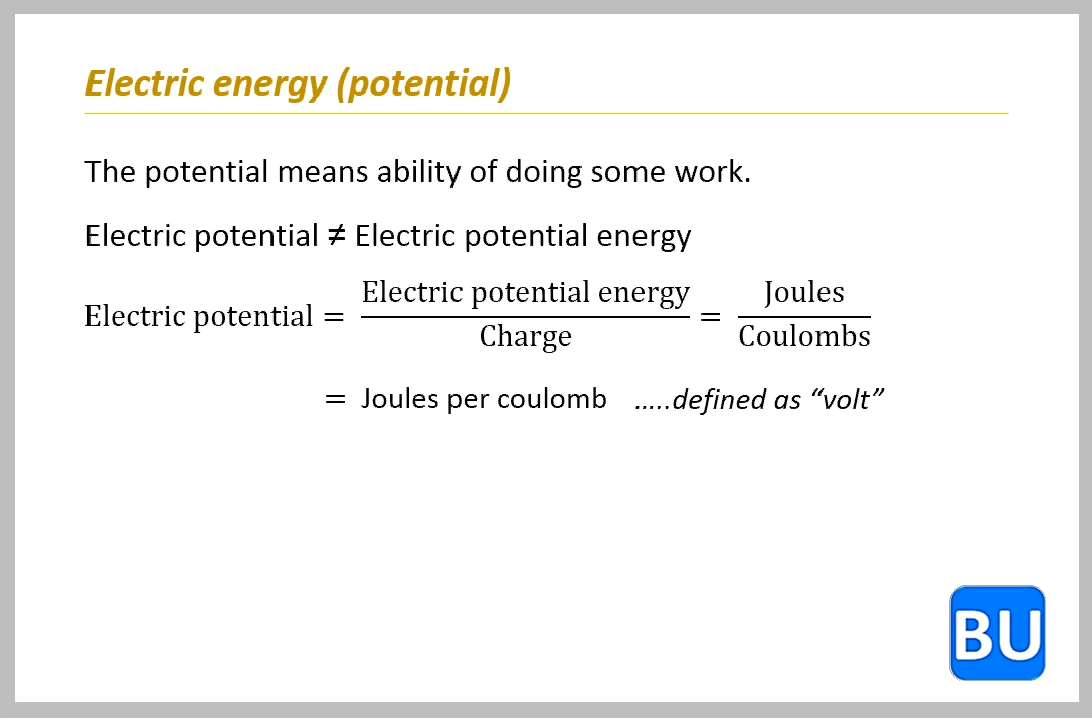 Electric energy (potential)
The potential means ability of doing some work.
Electric potential ≠ Electric potential energy
Electric potential = Electric potential energy / Charge = Joules / Coulombs
= Joules per coulomb …..defined as “volt”
BU